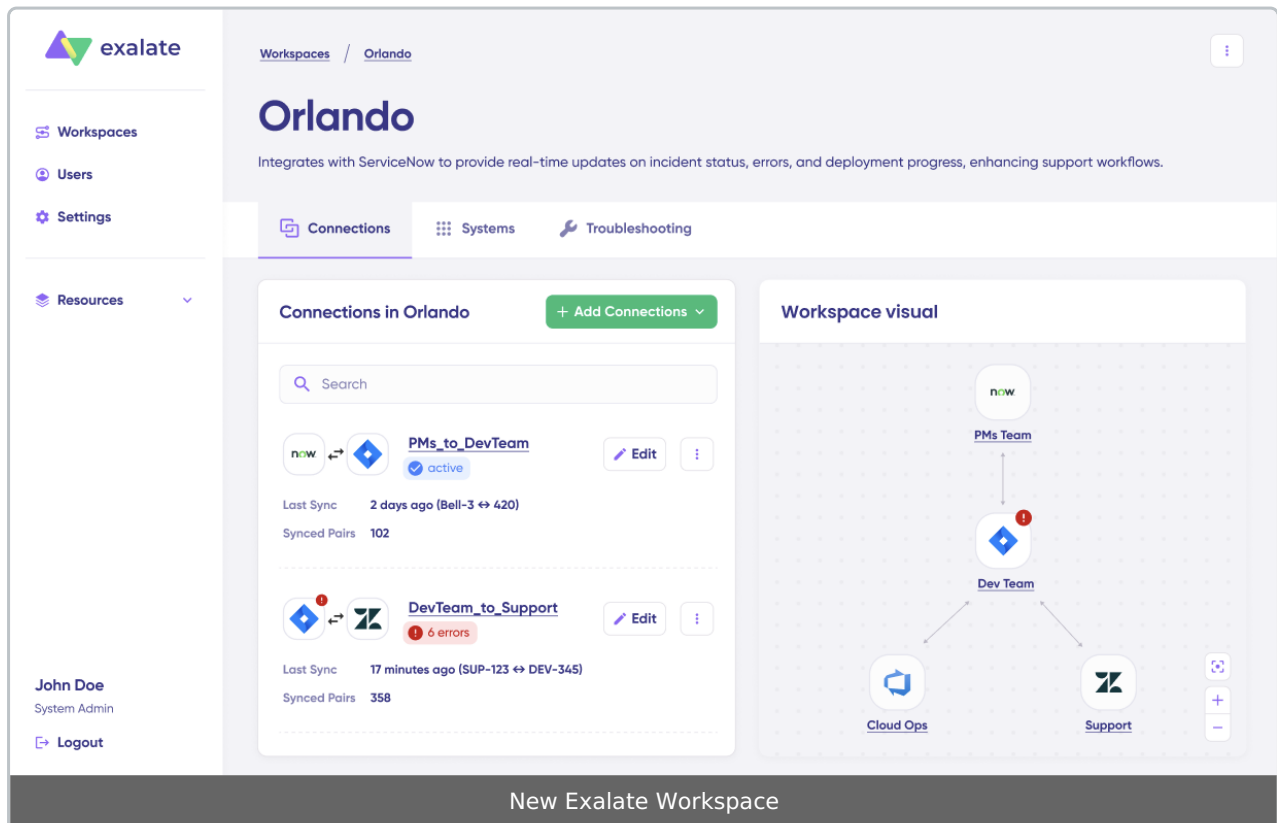 exalate
Workspaces
Users
Settings
Resources
John Doe
System Admin
Logout
Workspaces / Orlando
Orlando
Integrates with ServiceNow to provide real-time updates on incident status, errors, and deployment progress, enhancing support workflows.
Connections
Systems
Troubleshooting
Connections in Orlando
+ Add Connections
Search
now
PMs_to_DevTeam
active
Edit
Last Sync 2 days ago (Bell-3 ↔ 420)
Synced Pairs 102
DevTeam_to_Support
6 errors
Edit
Last Sync 17 minutes ago (SUP-123 ↔ DEV-345)
Synced Pairs 358
Workspace visual
now
PMs Team
Dev Team
Cloud Ops
Support
New Exalate Workspace